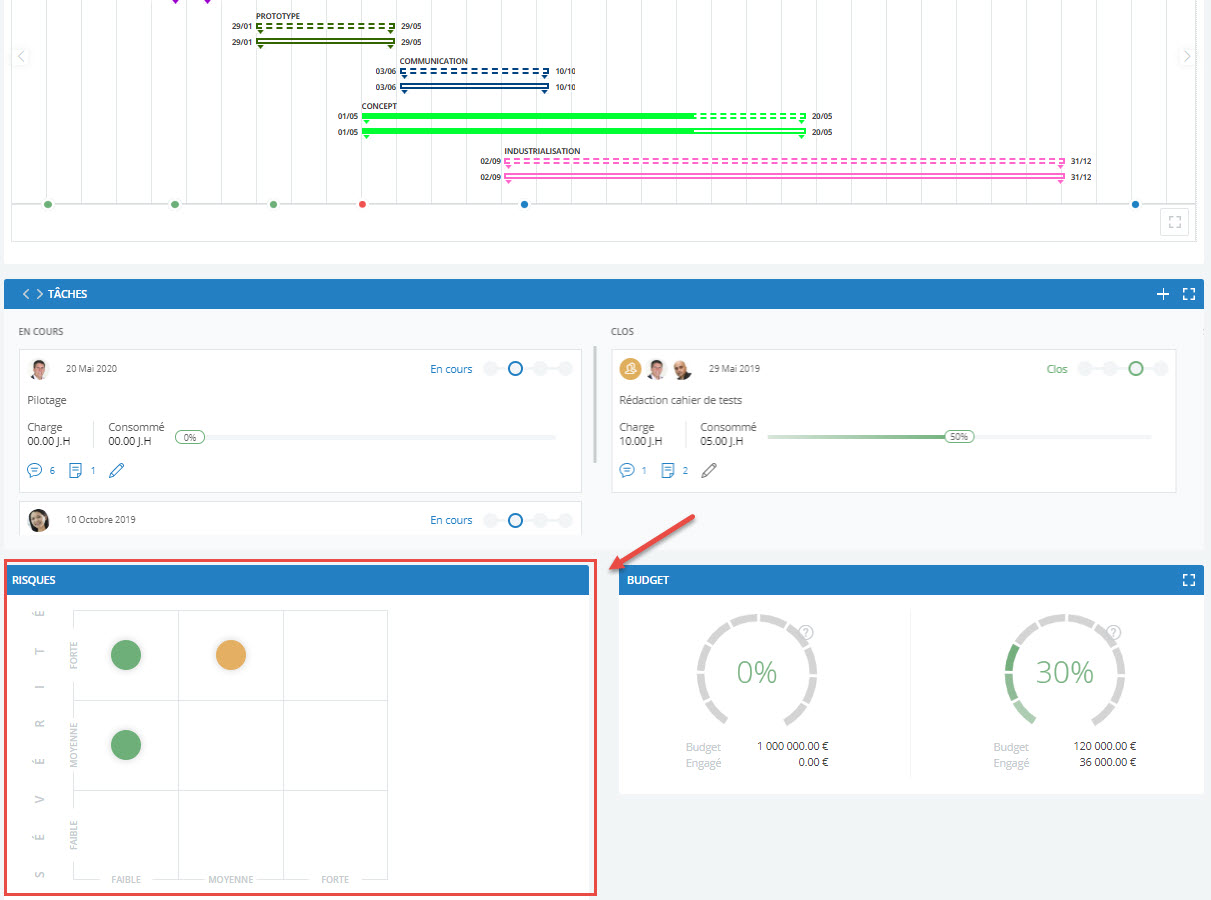 PROTOTYPE
29/01 29/05
29/01 29/05
COMMUNICATION
03/06 10/10
03/06 10/10
CONCEPT
01/05 20/05
01/05 20/05
INDUSTRIALISATION
02/09 31/12
02/09 31/12
TÂCHES
EN COURS
20 Mai 2020 En cours
Pilotage
Charge Consommé
00.00 J.H 00.00 J.H 0%
6 1
10 Octobre 2019 En cours
CLOS
29 Mai 2019 Clos
Rédaction cahier de tests
Charge Consommé
10.00 J.H 05.00 J.H 50%
1 2
RISQUES
SÉVÉRITÉ
FORTE
MOYENNE
FAIBLE
FAIBLE MOYENNE FORTE
BUDGET
?
0%
Budget 1 000 000.00 €
Engagé 0.00 €
?
30%
Budget 120 000.00 €
Engagé 36 000.00 €